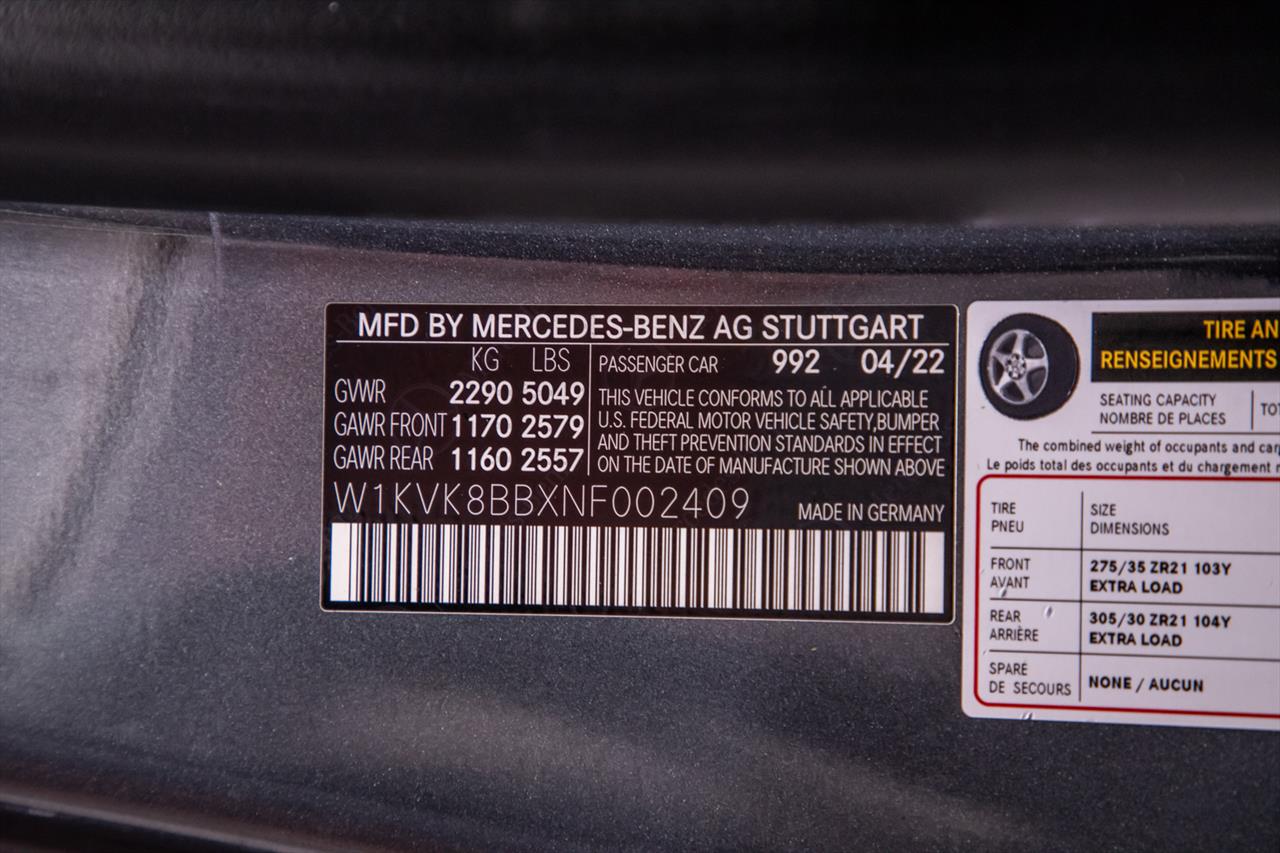 MFD BY MERCEDES-BENZ AG STUTTGART
KG LBS
GVWR 2290 5049
GAWR FRONT 1170 2579
GAWR REAR 1160 2557
PASSENGER CAR 992 04/22
THIS VEHICLE CONFORMS TO ALL APPLICABLE
U.S. FEDERAL MOTOR VEHICLE SAFETY,BUMPER
AND THEFT PREVENTION STANDARDS IN EFFECT
ON THE DATE OF MANUFACTURE SHOWN ABOVE
W1KVK8BBXNF002409 MADE IN GERMANY
TIRE
RENSEIGNEMENTS
SEATING CAPACITY
NOMBRE DE PLACES
The combined weight of occupants and
Le poids total des occupants et du chargement
TIRE
PNEU
SIZE
DIMENSIONS
FRONT
AVANT
275/35 ZR21 103Y
EXTRA LOAD
REAR
ARRIÈRE
305/30 ZR21 104Y
EXTRA LOAD
SPARE
DE SECOURS
NONE / AUCUN